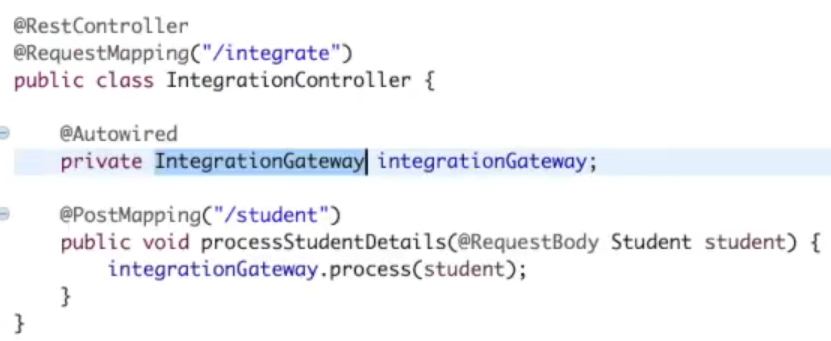 @RestController
@RequestMapping("/integrate")
public class IntegrationController {
@Autowired
private IntegrationGateway integrationGateway;
@PostMapping("/student")
public void processStudentDetails(@RequestBody Student student) {
integrationGateway.process(student);
}
}